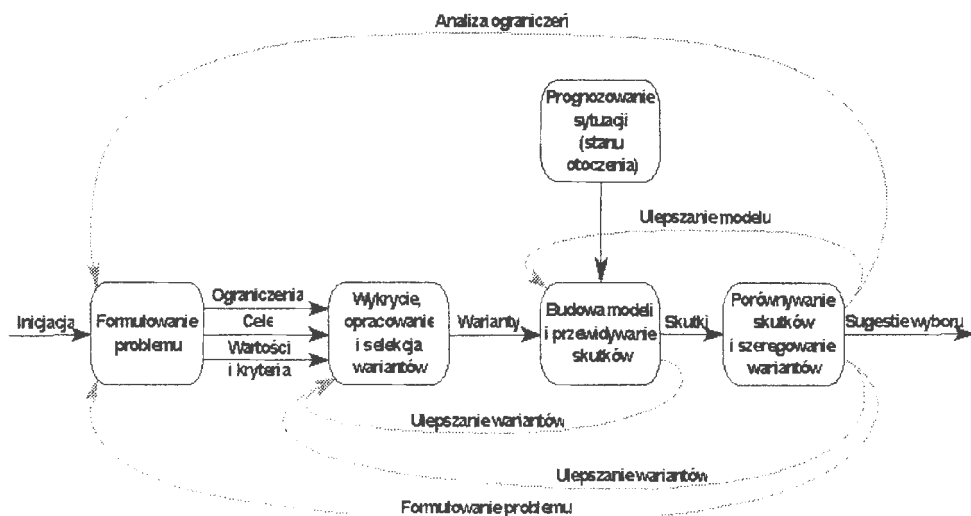 Analiza ograniczeń
Prognozowanie
sytuacji
(stanu
otoczenia)
Ulepszanie modelu
Inicjacja
Formułowanie
problemu
Ograniczenia
Cele
Wartości
i kryteria
Wykrycie,
opracowanie
i selekcja
wariantów
Warianty
Budowa modeli
i przewidywanie
skutków
Skutki
Porównywanie
skutków
i szeregowanie
wariantów
Sugestie wyboru
Ulepszanie wariantów
Ulepszanie wariantów
Formułowanie problemu